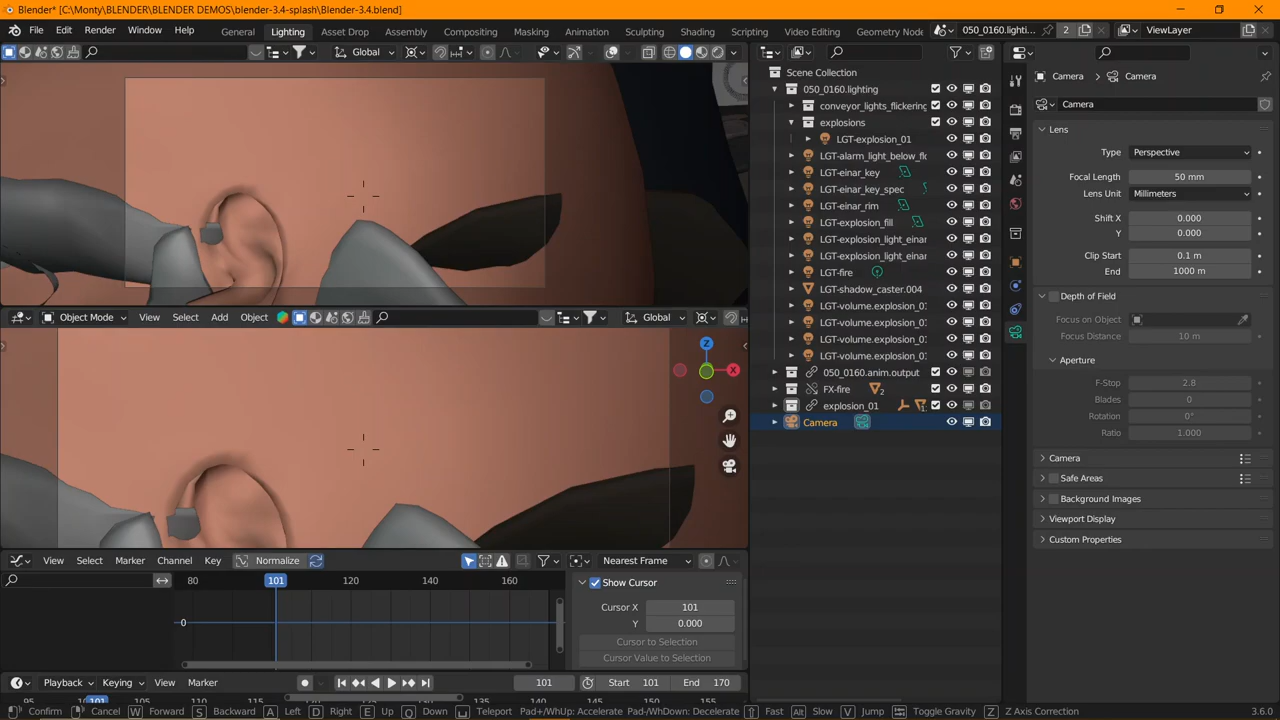 Blender* [C:\Monty\BLENDER\BLENDER DEMOS\blender-3.4-splash\Blender-3.4.blend]
File Edit Render Window Help General Lighting Asset Drop Assembly Compositing Masking Animation Sculpting Shading Scripting Video Editing Geometry Node 050_0160.lighti... 2 ViewLayer
Global
Scene Collection
050_0160.lighting
conveyor_lights_flickering
explosions
LGT-explosion_01
LGT-alarm_light_below_flo
LGT-einar_key
LGT-einar_key_spec
LGT-einar_rim
LGT-explosion_fill
LGT-explosion_light_einar
LGT-explosion_light_einar
LGT-fire
LGT-shadow_caster.004
LGT-volume.explosion_01
LGT-volume.explosion_01
LGT-volume.explosion_01
LGT-volume.explosion_01
050_0160.anim.output
FX-fire 2
explosion_01
Camera
Camera > Camera
Camera
Lens
Type Perspective
Focal Length 50 mm
Lens Unit Millimeters
Shift X 0.000
Y 0.000
Clip Start 0.1 m
End 1000 m
Depth of Field
Focus on Object
Focus Distance 10 m
Aperture
F-Stop 2.8
Blades 0
Rotation 0°
Ratio 1.000
Camera
Safe Areas
Background Images
Viewport Display
Custom Properties
Object Mode View Select Add Object Global
Z
X
View Select Marker Channel Key Normalize Nearest Frame
80 101 120 140 160
0
Show Cursor
Cursor X 101
Y 0.000
Cursor to Selection
Cursor Value to Selection
Playback Keying View Marker 101 Start 101 End 170
95 101
Confirm Cancel W Forward S Backward A Left D Right E Up Q Down Teleport Pad+/WhUp: Accelerate Pad-/WhDown: Decelerate Fast Alt Slow V Jump Toggle Gravity Z Z Axis Correction 3.6.0